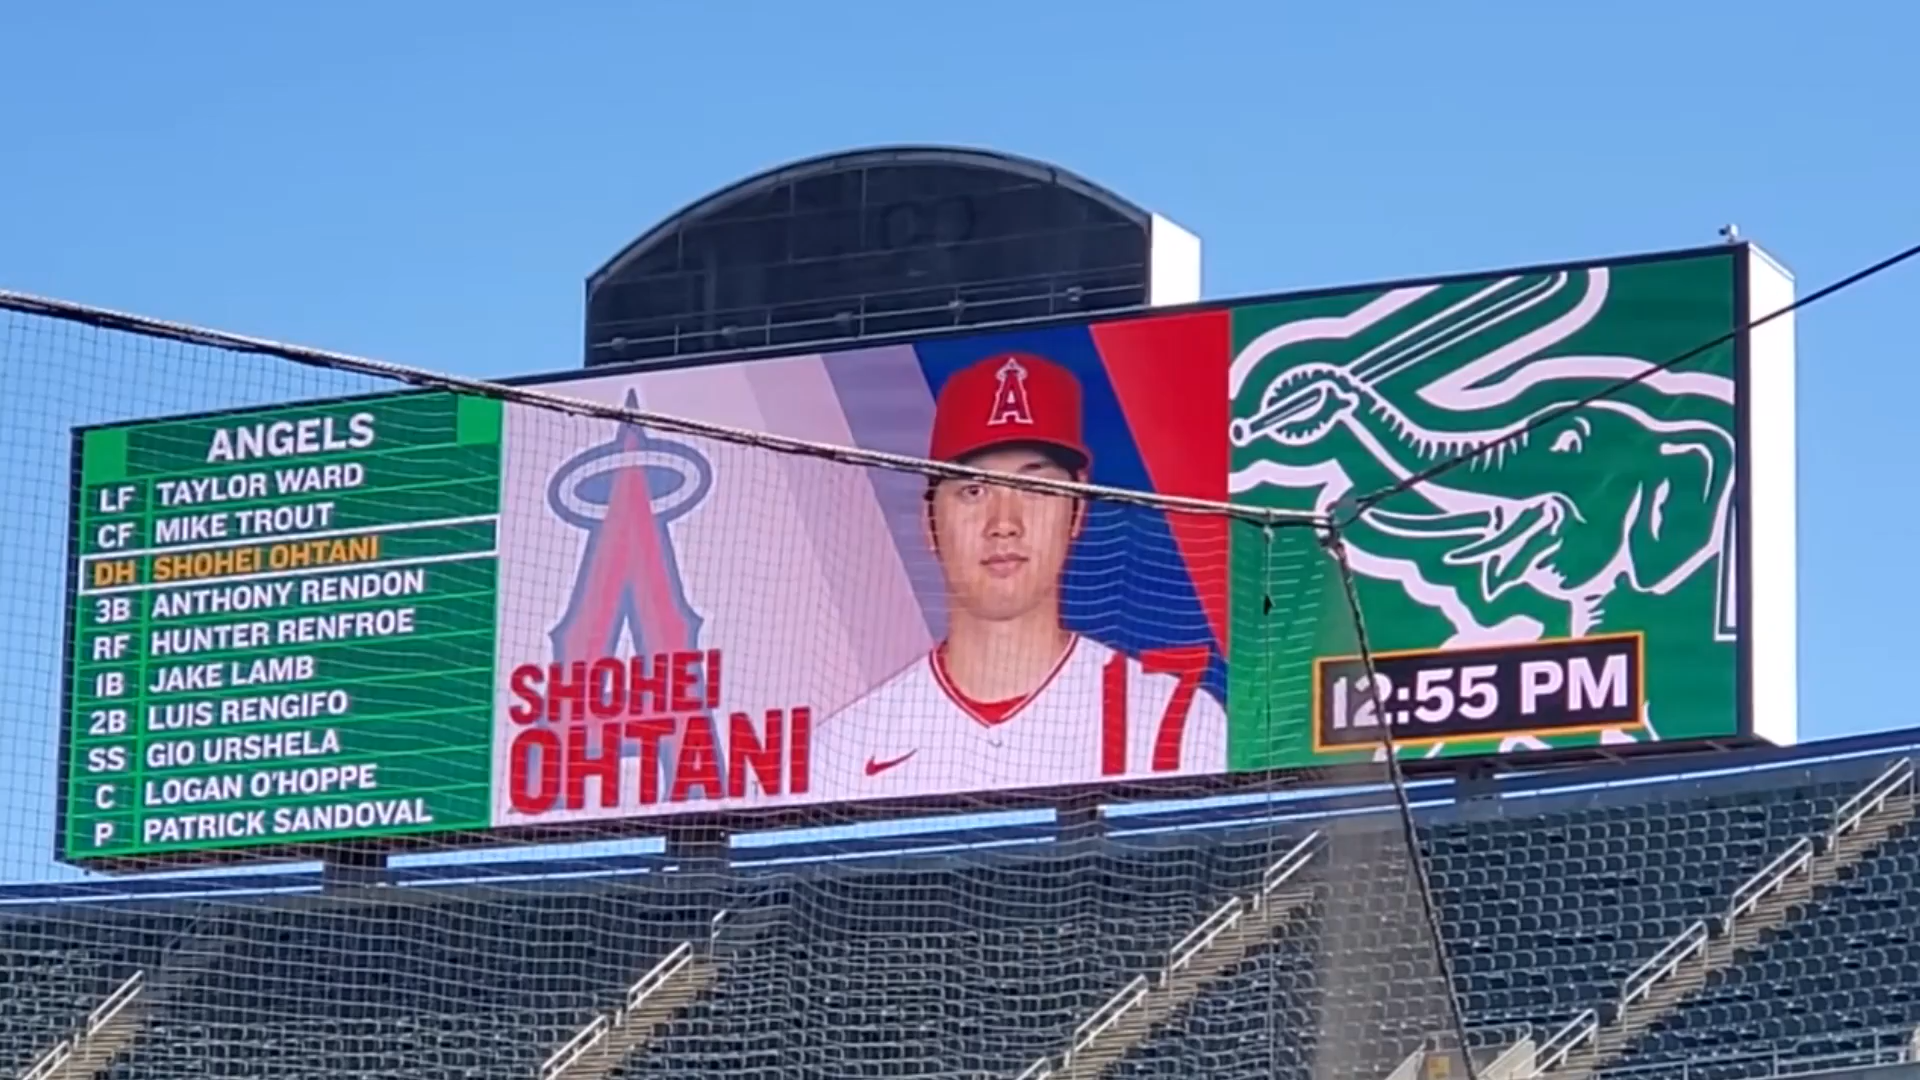 ANGELS
LF TAYLOR WARD
CF MIKE TROUT
DH SHOHEI OHTANI
3B ANTHONY RENDON
RF HUNTER RENFROE
1B JAKE LAMB
2B LUIS RENGIFO
SS GIO URSHELA
C LOGAN O'HOPPE
P PATRICK SANDOVAL
SHOHEI
OHTANI
A
A
17
12:55 PM